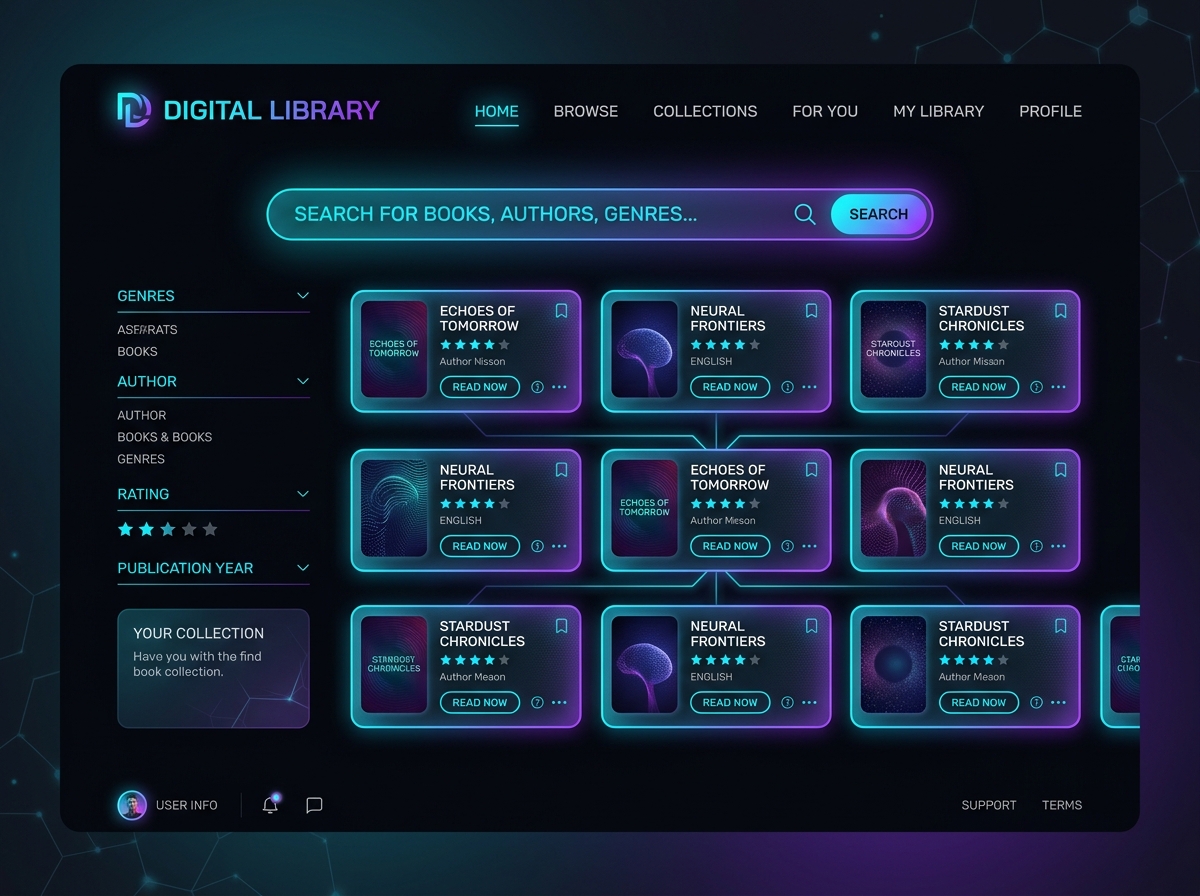 DIGITAL LIBRARY
HOME
BROWSE
COLLECTIONS
FOR YOU
MY LIBRARY
PROFILE
SEARCH FOR BOOKS, AUTHORS, GENRES...
SEARCH
GENRES
BOOKS
AUTHOR
AUTHOR
BOOKS & BOOKS
GENRES
RATING
PUBLICATION YEAR
YOUR COLLECTION
Have you with the find
book collection.
ECHOES OF
TOMORROW
ECHOES OF
TOMORROW
Author Nisson
READ NOW
NEURAL
FRONTIERS
ENGLISH
READ NOW
STARDUST
CHRONICLES
STARDUST
CHRONICLES
Author Missan
READ NOW
NEURAL
FRONTIERS
ENGLISH
READ NOW
ECHOES OF
TOMORROW
ECHOES OF
TOMORROW
Author Meson
READ NOW
NEURAL
FRONTIERS
ENGLISH
READ NOW
CHRONICLES
STARDUST
CHRONICLES
Author Meaon
READ NOW
NEURAL
FRONTIERS
ENGLISH
READ NOW
STARDUST
CHRONICLES
Author Meaon
READ NOW
USER INFO
SUPPORT
TERMS